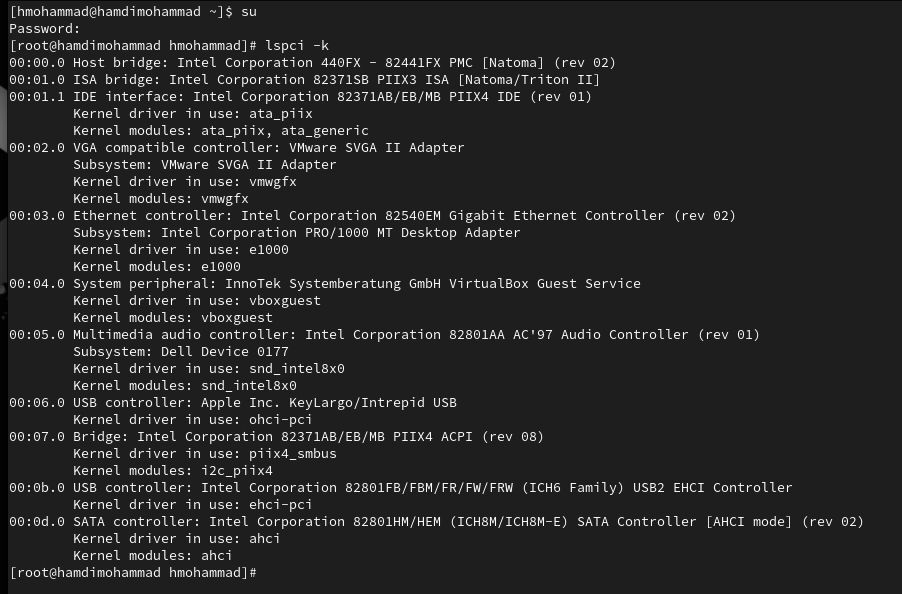 [hmohammad@hamdimohammad ~]$ su
Password:
[root@hamdimohammad hmohammad]# lspci -k
00:00.0 Host bridge: Intel Corporation 440FX - 82441FX PMC [Natoma] (rev 02)
00:01.0 ISA bridge: Intel Corporation 82371SB PIIX3 ISA [Natoma/Triton II]
00:01.1 IDE interface: Intel Corporation 82371AB/EB/MB PIIX4 IDE (rev 01)
        Kernel driver in use: ata_piix
        Kernel modules: ata_piix, ata_generic
00:02.0 VGA compatible controller: VMware SVGA II Adapter
        Subsystem: VMware SVGA II Adapter
        Kernel driver in use: vmwgfx
        Kernel modules: vmwgfx
00:03.0 Ethernet controller: Intel Corporation 82540EM Gigabit Ethernet Controller (rev 02)
        Subsystem: Intel Corporation PRO/1000 MT Desktop Adapter
        Kernel driver in use: e1000
        Kernel modules: e1000
00:04.0 System peripheral: InnoTek Systemberatung GmbH VirtualBox Guest Service
        Kernel driver in use: vboxguest
        Kernel modules: vboxguest
00:05.0 Multimedia audio controller: Intel Corporation 82801AA AC'97 Audio Controller (rev 01)
        Subsystem: Dell Device 0177
        Kernel driver in use: snd_intel8x0
        Kernel modules: snd_intel8x0
00:06.0 USB controller: Apple Inc. KeyLargo/Intrepid USB
        Kernel driver in use: ohci-pci
00:07.0 Bridge: Intel Corporation 82371AB/EB/MB PIIX4 ACPI (rev 08)
        Kernel driver in use: piix4_smbus
        Kernel modules: i2c_piix4
00:0b.0 USB controller: Intel Corporation 82801FB/FBM/FR/FW/FRW (ICH6 Family) USB2 EHCI Controller
        Kernel driver in use: ehci-pci
00:0d.0 SATA controller: Intel Corporation 82801HM/HEM (ICH8M/ICH8M-E) SATA Controller [AHCI mode] (rev 02)
        Kernel driver in use: ahci
        Kernel modules: ahci
[root@hamdimohammad hmohammad]#